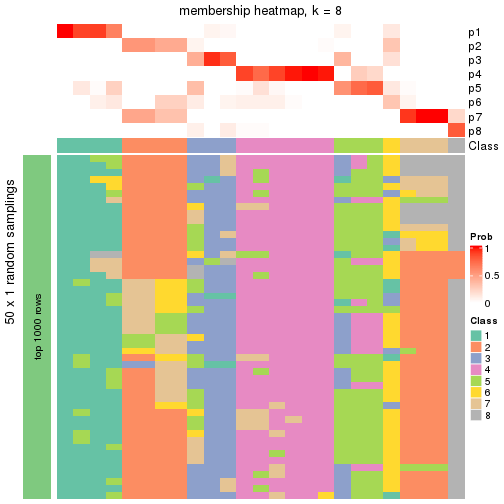 membership heatmap, k = 8
p1
p2
p3
p4
p5
p6
p7
p8
Class
50 x 1 random samplings
top 1000 rows
Prob
1
0.5
0
Class
1
2
3
4
5
6
7
8